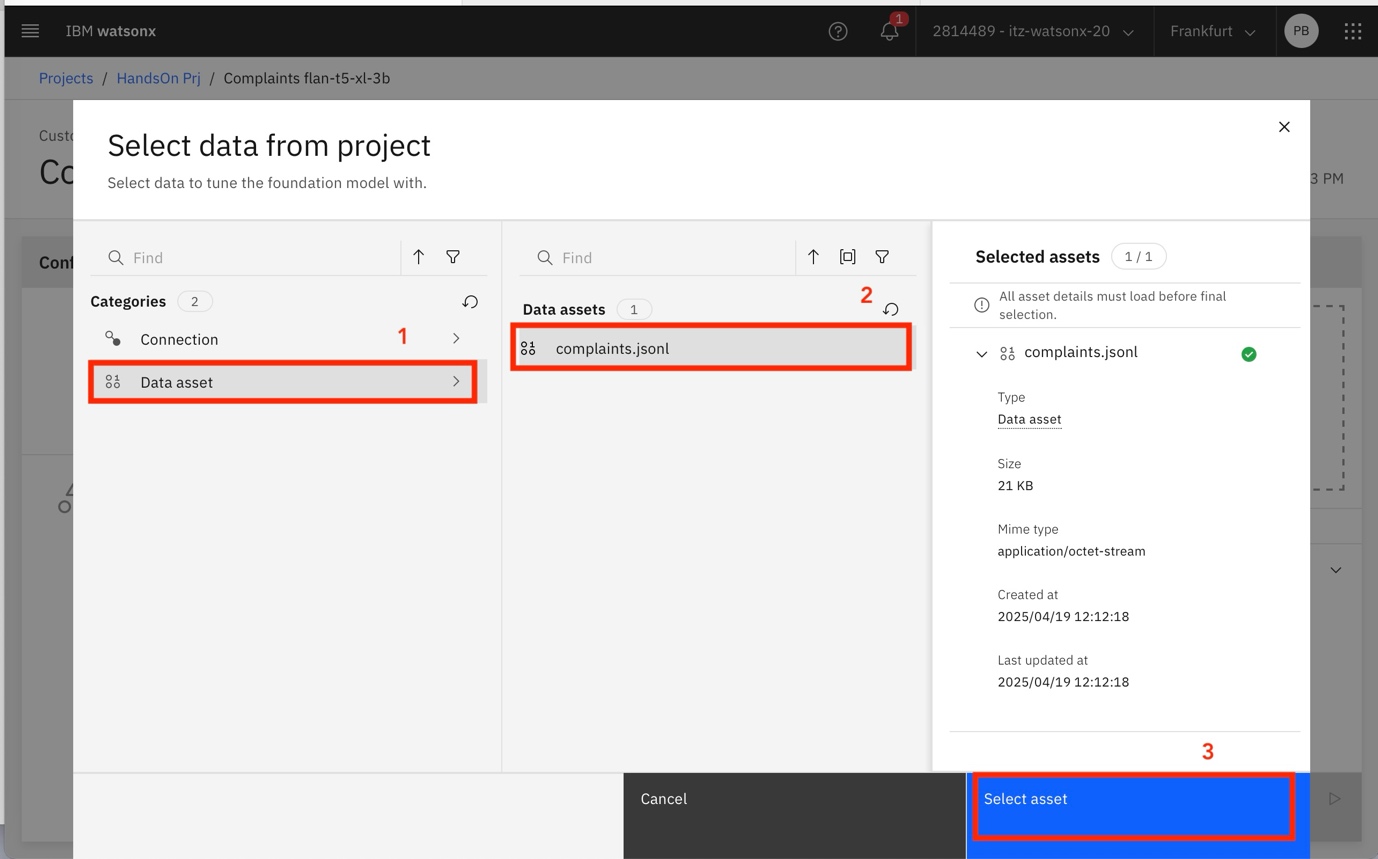 IBM watsonx
1
2814489 - itz-watsonx-20
Frankfurt
PB
Projects / HandsOn Prj / Complaints flan-t5-xl-3b
Select data from project
Select data to tune the foundation model with.
3 PM
Find
Categories 2
Connection
1
Data asset
Find
Data assets 1
2
complaints.jsonl
Selected assets 1 / 1
All asset details must load before final
selection.
complaints.jsonl
Type
Data asset
Size
21 KB
Mime type
application/octet-stream
Created at
2025/04/19 12:12:18
Last updated at
2025/04/19 12:12:18
3
Cancel
Select asset